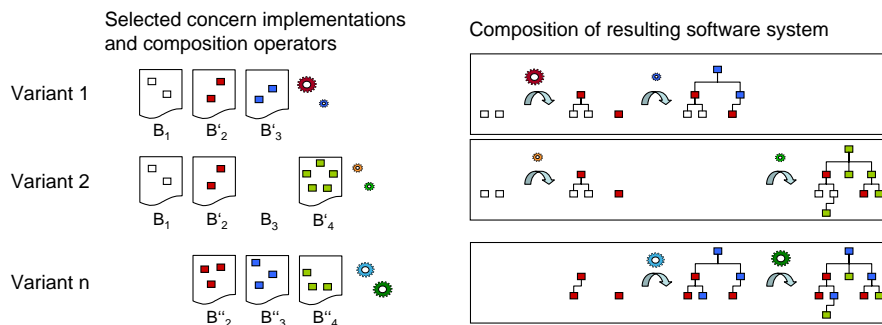 Selected concern implementations
and composition operators
Composition of resulting software system
Variant 1
B₁ B‘₂ B‘₃
Variant 2
B₁ B‘₂ B₃ B‘₄
Variant n
B‘‘₂ B‘‘₃ B‘‘₄